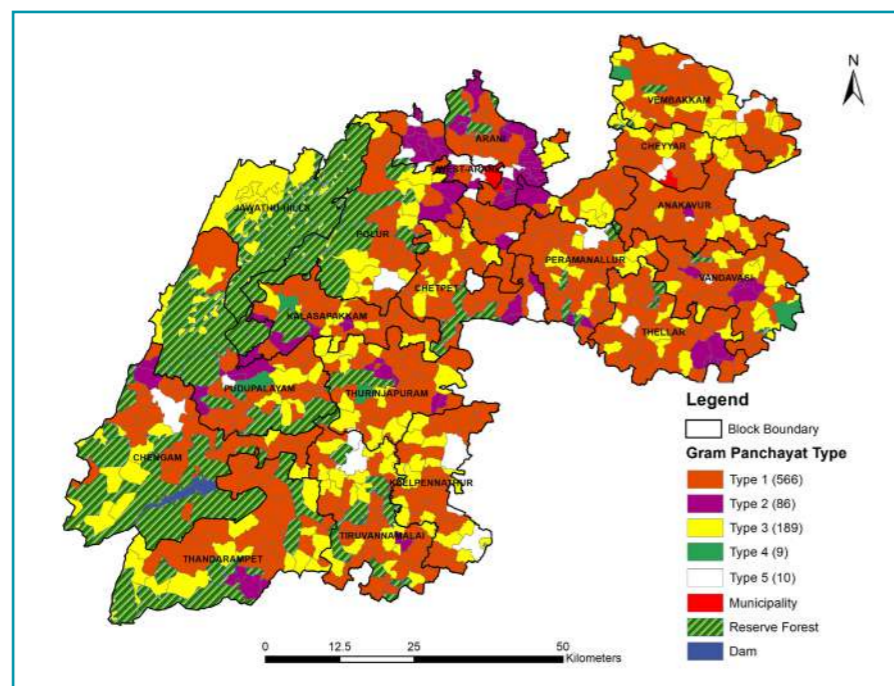 N
VEMBAKKAM
ARANI
CHEYYAR
WEST-ARANI
JAWATHU HILLS
ANAKAVUR
POLUR
PERAMANALLUR
VANDAVASI
CHETPET
KALASAPAKKAM
THELLAR
PUDUPALAYAM
THURINJAPURAM
CHENGAM
KEELPENNATHUR
TIRUVANNAMALAI
THANDARAMPET
Legend
Block Boundary
Gram Panchayat Type
Type 1 (566)
Type 2 (86)
Type 3 (189)
Type 4 (9)
Type 5 (10)
Municipality
Reserve Forest
Dam
0 12.5 25 50
Kilometers